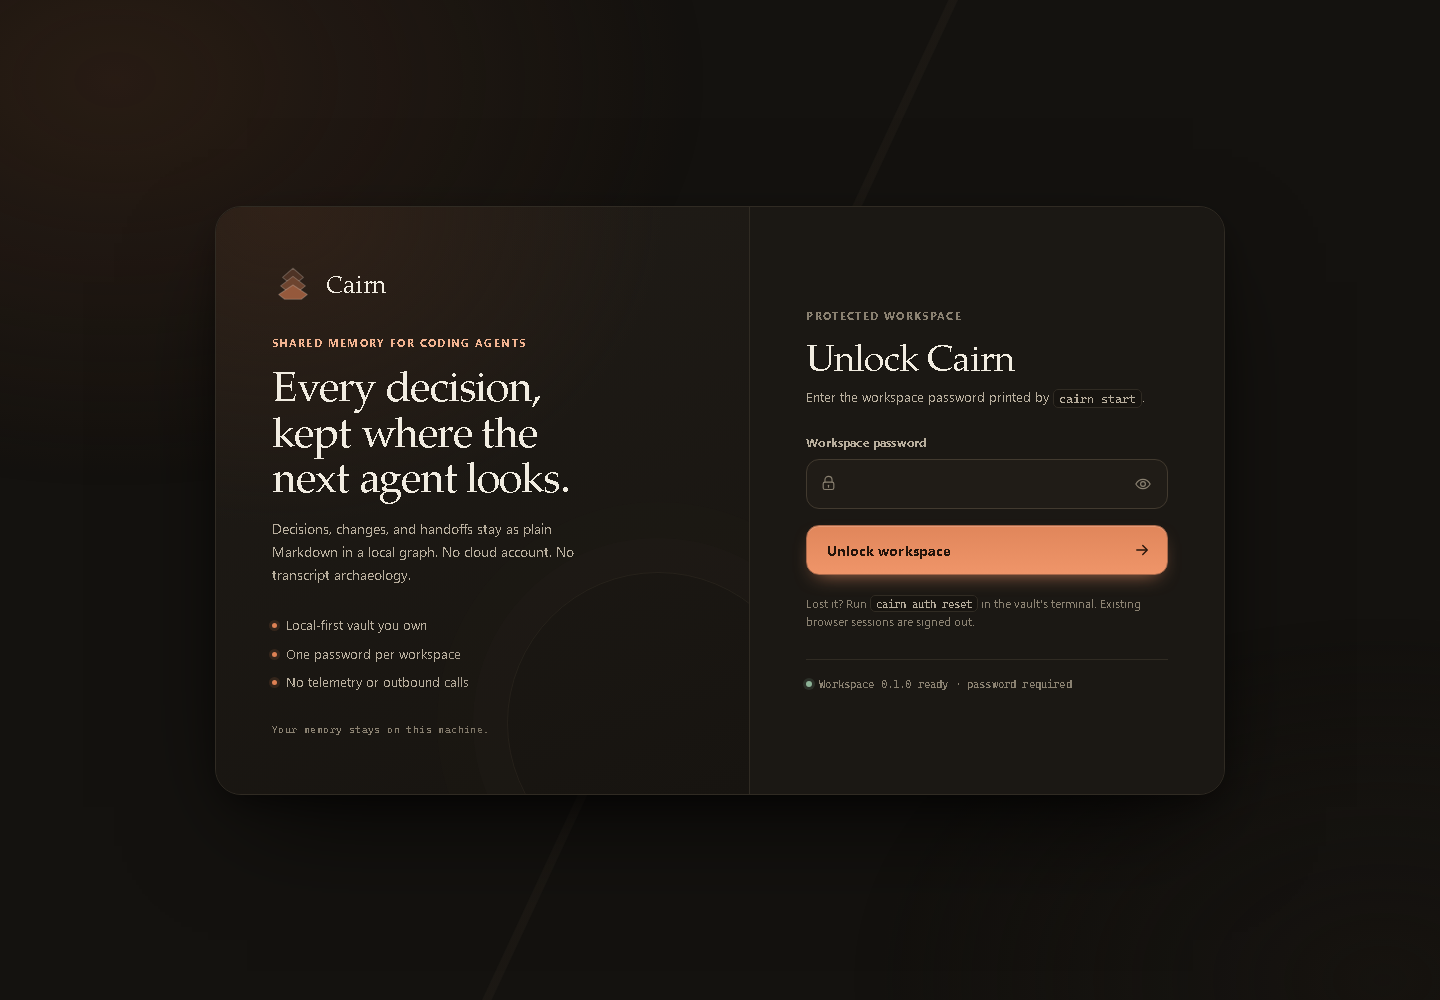 Cairn
SHARED MEMORY FOR CODING AGENTS
Every decision,
kept where the
next agent looks.
Decisions, changes, and handoffs stay as plain
Markdown in a local graph. No cloud account. No
transcript archaeology.
Local-first vault you own
One password per workspace
No telemetry or outbound calls
Your memory stays on this machine.
PROTECTED WORKSPACE
Unlock Cairn
Enter the workspace password printed by cairn start.
Workspace password
Unlock workspace
Lost it? Run cairn auth reset in the vault's terminal. Existing
browser sessions are signed out.
Workspace 0.1.0 ready · password required